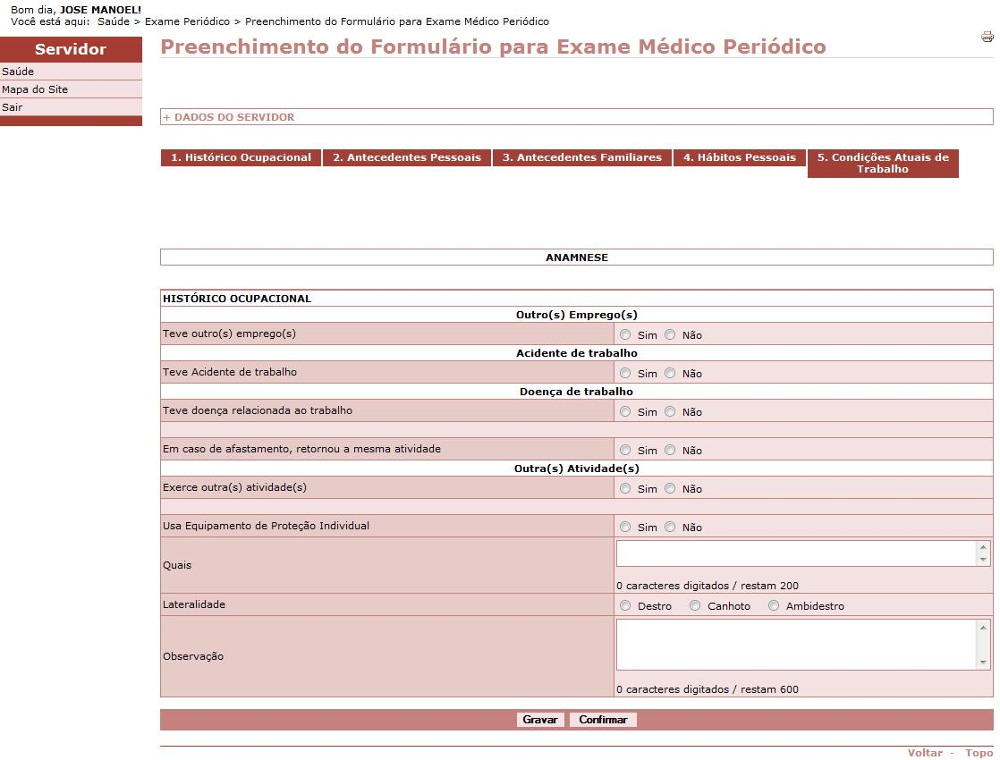 Bom dia, JOSE MANOEL!
Você está aqui: Saúde > Exame Periódico > Preenchimento do Formulário para Exame Médico Periódico
Servidor
Saúde
Mapa do Site
Sair
Preenchimento do Formulário para Exame Médico Periódico
+ DADOS DO SERVIDOR
1. Histórico Ocupacional
2. Antecedentes Pessoais
3. Antecedentes Familiares
4. Hábitos Pessoais
5. Condições Atuais de
Trabalho
ANAMNESE
HISTÓRICO OCUPACIONAL
Outro(s) Emprego(s)
Teve outro(s) emprego(s) Sim Não
Acidente de trabalho
Teve Acidente de trabalho Sim Não
Doença de trabalho
Teve doença relacionada ao trabalho Sim Não
Em caso de afastamento, retornou a mesma atividade Sim Não
Outra(s) Atividade(s)
Exerce outra(s) atividade(s) Sim Não
Usa Equipamento de Proteção Individual Sim Não
Quais
0 caracteres digitados / restam 200
Lateralidade Destro Canhoto Ambidestro
Observação
0 caracteres digitados / restam 600
Gravar Confirmar
Voltar - Topo